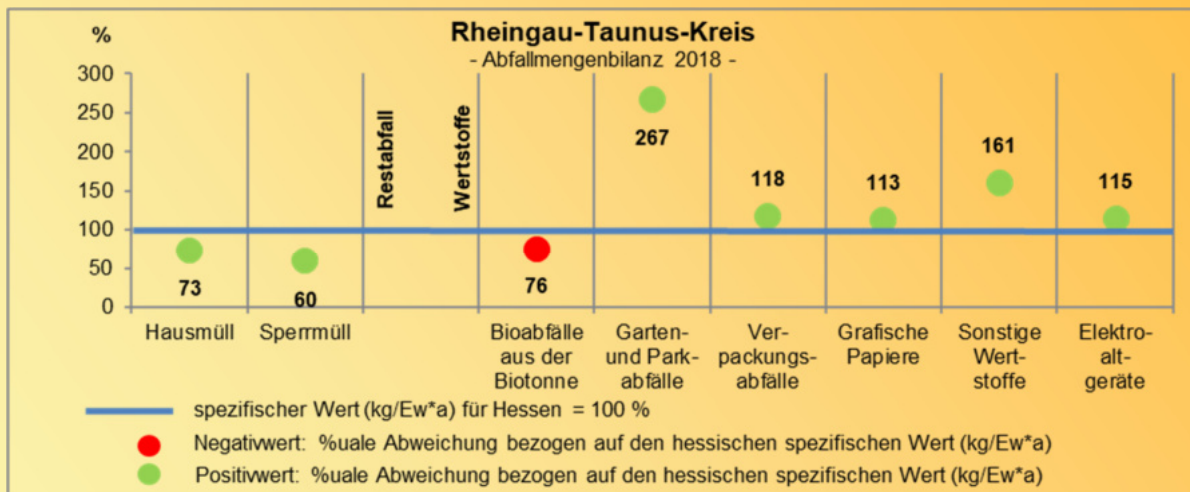 Rheingau-Taunus-Kreis
- Abfallmengenbilanz 2018 -
%
300
250
200
150
100
50
0
Restabfall
Wertstoffe
73
60
76
267
118
113
161
115
Hausmüll
Sperrmüll
Bioabfälle
aus der
Biotonne
Garten-
und Park-
abfälle
Ver-
packungs-
abfälle
Grafische
Papiere
Sonstige
Wert-
stoffe
Elektro-
alt-
geräte
spezifischer Wert (kg/Ew*a) für Hessen = 100 %
Negativwert: %uale Abweichung bezogen auf den hessischen spezifischen Wert (kg/Ew*a)
Positivwert: %uale Abweichung bezogen auf den hessischen spezifischen Wert (kg/Ew*a)